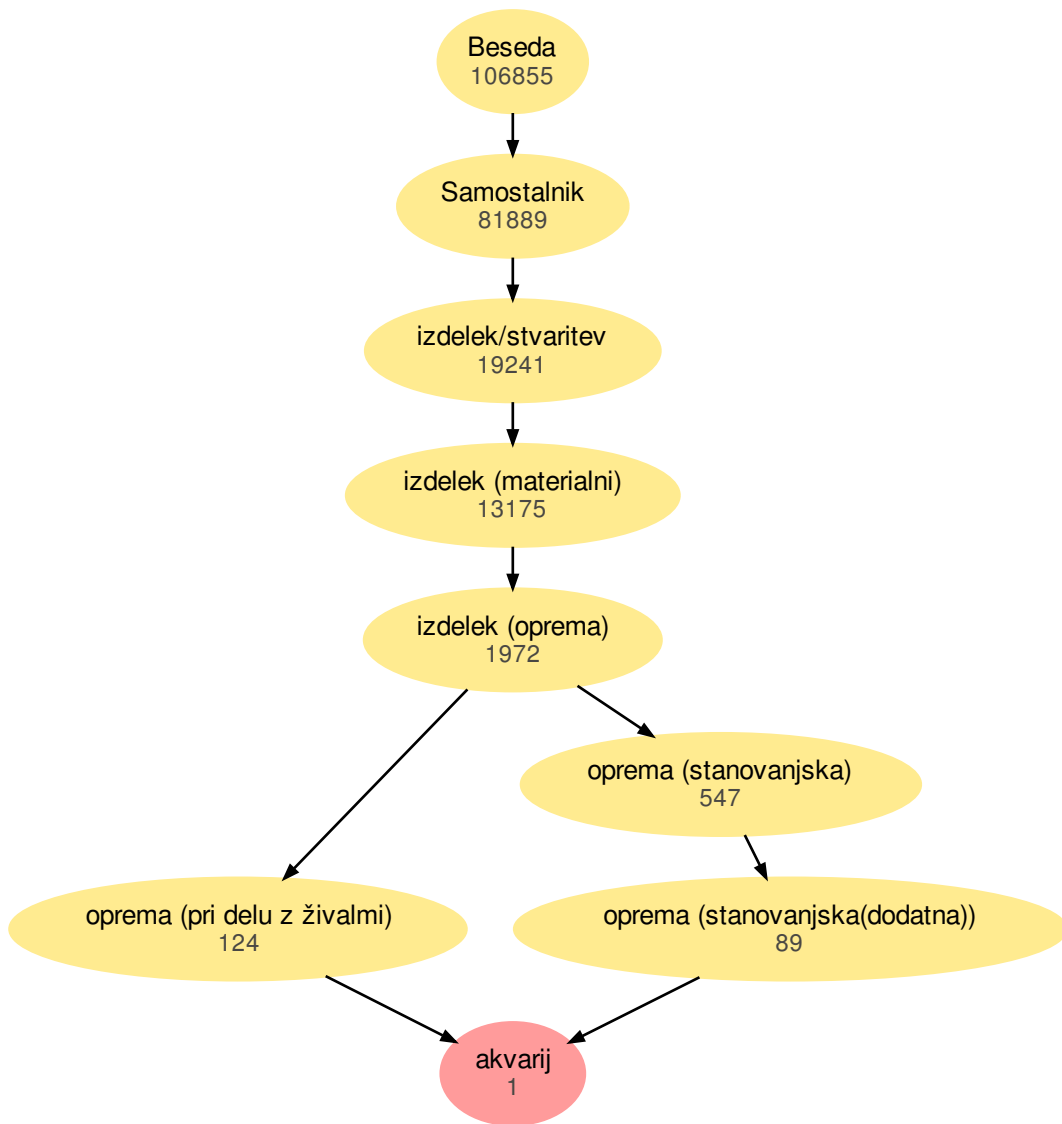 Beseda
106855
Samostalnik
81889
izdelek/stvaritev
19241
izdelek (materialni)
13175
izdelek (oprema)
1972
oprema (stanovanjska)
547
oprema (pri delu z živalmi)
124
oprema (stanovanjska(dodatna))
89
akvarij
1